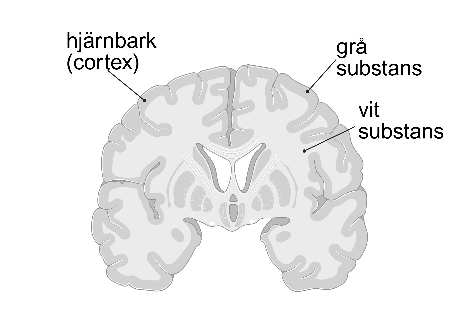 hjärnbark
(cortex)
grå
substans
vit
substans